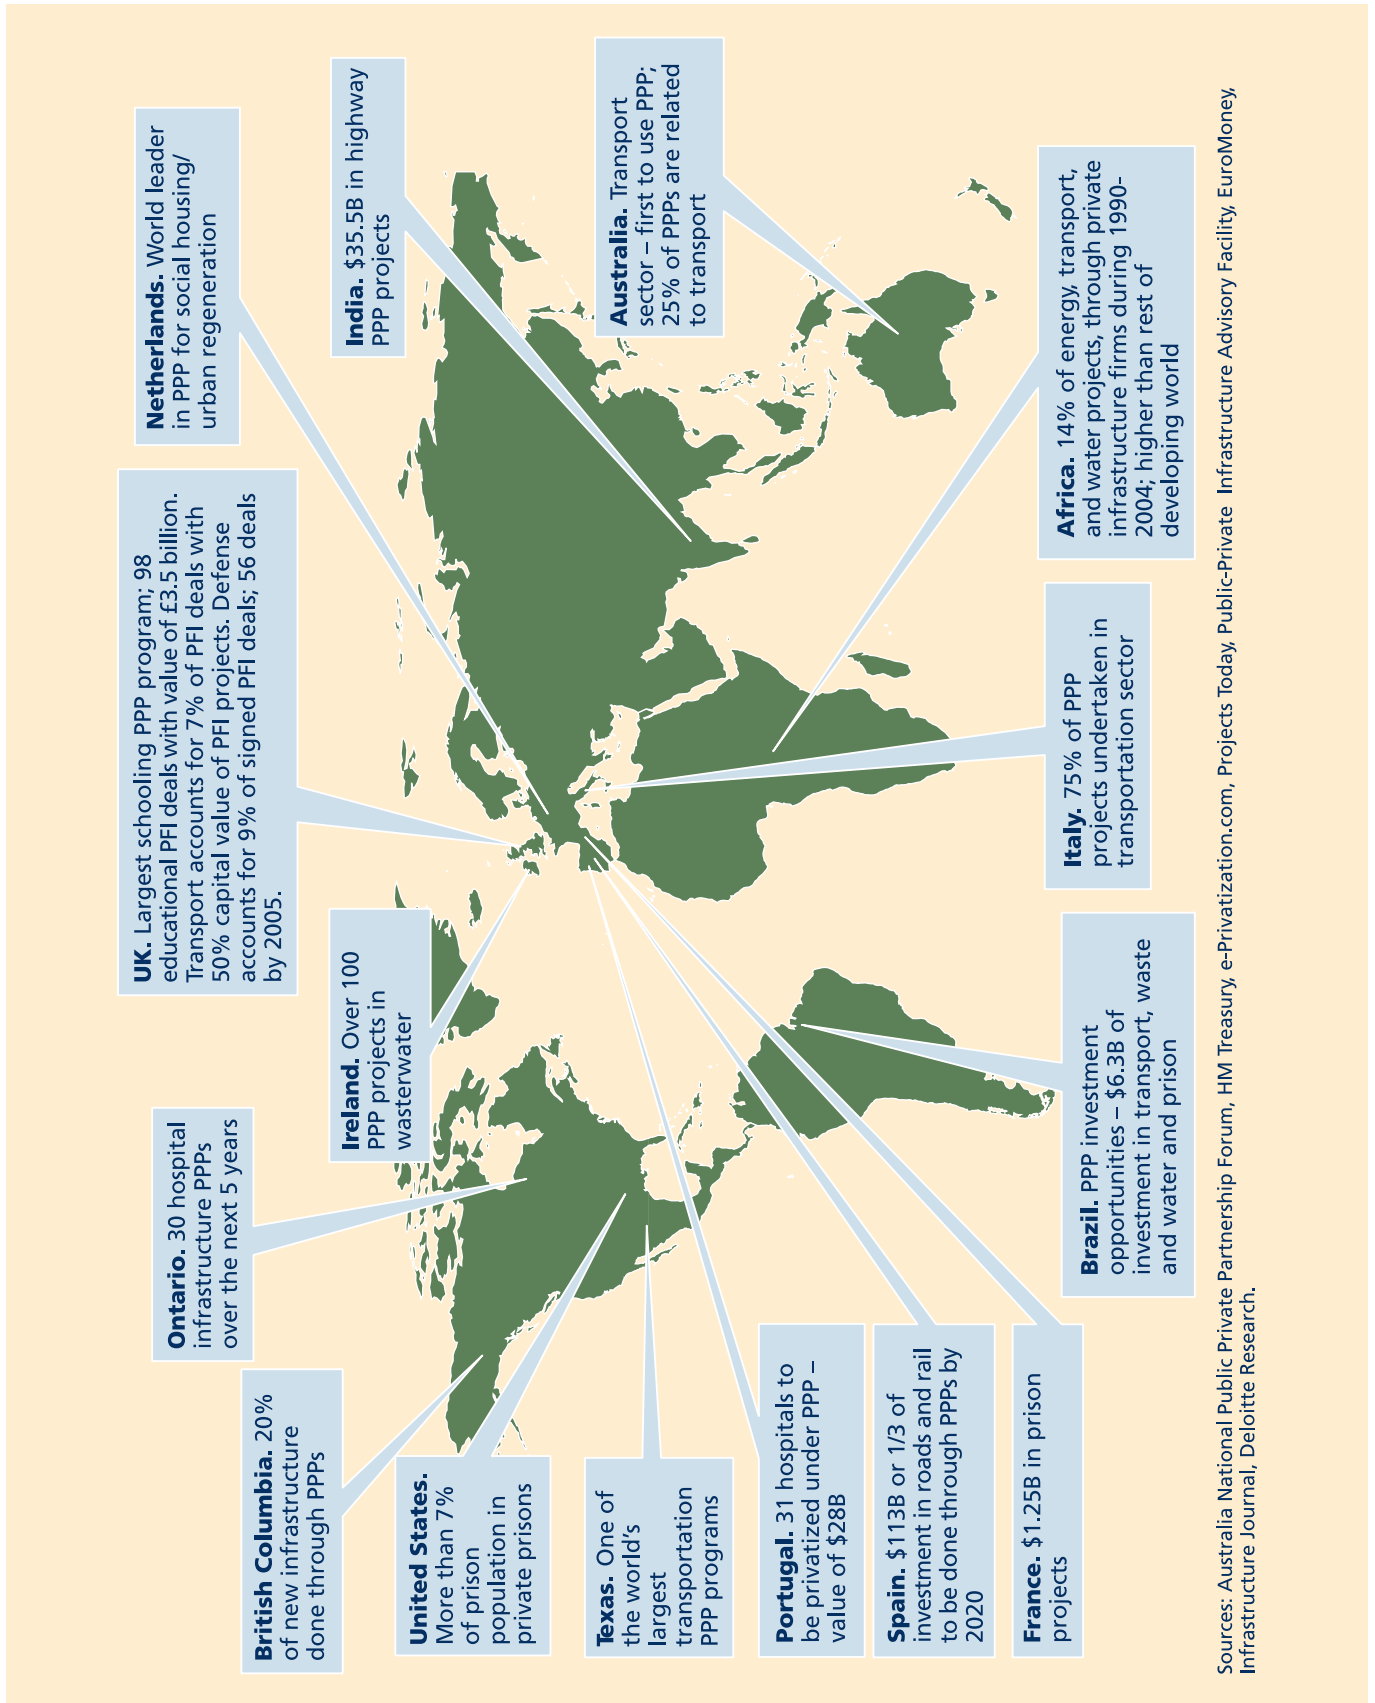 British Columbia. 20%
of new infrastructure
done through PPPs
Ontario. 30 hospital
infrastructure PPPs
over the next 5 years
UK. Largest schooling PPP program; 98
educational PFI deals with value of £3.5 billion.
Transport accounts for 7% of PFI deals with
50% capital value of PFI projects. Defense
accounts for 9% of signed PFI deals; 56 deals
by 2005.
Netherlands. World leader
in PPP for social housing/
urban regeneration
Ireland. Over 100
PPP projects in
wasterwater
India. $35.5B in highway
PPP projects
United States.
More than 7%
of prison
population in
private prisons
Texas. One of
the world's
largest
transportation
PPP programs
Australia. Transport
sector – first to use PPP;
25% of PPPs are related
to transport
Portugal. 31 hospitals to
be privatized under PPP –
value of $28B
Spain. $113B or 1/3 of
investment in roads and rail
to be done through PPPs by
2020
France. $1.25B in prison
projects
Brazil. PPP investment
opportunities – $6.3B of
investment in transport, waste
and water and prison
Italy. 75% of PPP
projects undertaken in
transportation sector
Africa. 14% of energy, transport,
and water projects, through private
infrastructure firms during 1990-
2004; higher than rest of
developing world
Sources: Australia National Public Private Partnership Forum, HM Treasury, e-Privatization.com, Projects Today, Public-Private Infrastructure Advisory Facility, EuroMoney,
Infrastructure Journal, Deloitte Research.